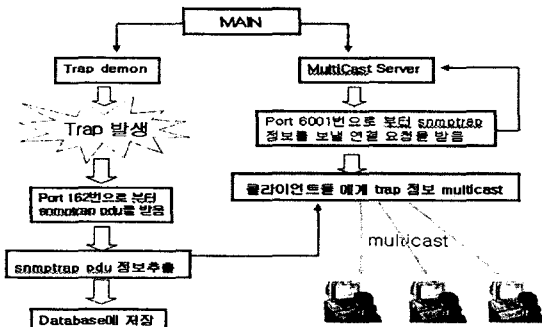 MAIN
Trap demon
MultiCast Server
Trap 발생
Port 6001번으로 부터 snmptrap
정보를 보낼 연결 요청을 받음
Port 162번으로 부터
snmptrap pdu를 받음
클라이언트들 에게 trap 정보 multicast
multicast
snmptrap pdu 정보추출
Database에 저장